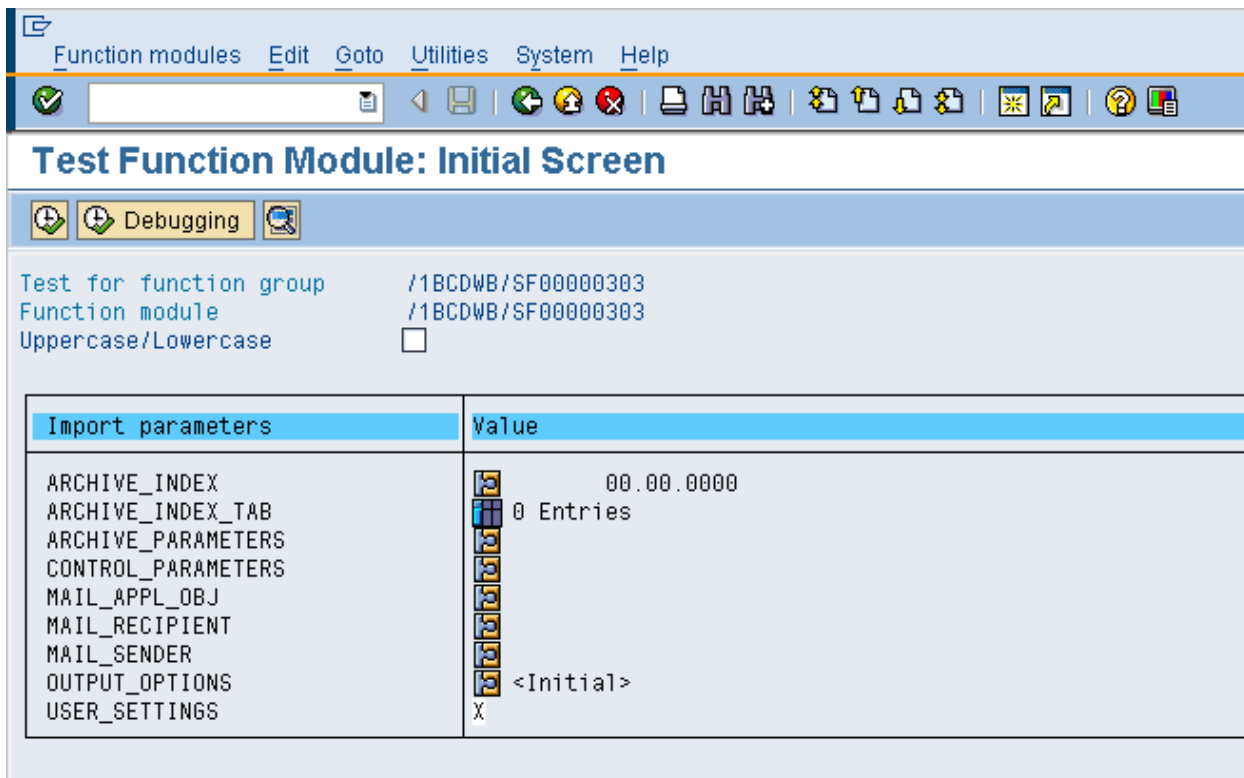 Function modules Edit Goto Utilities System Help
Test Function Module: Initial Screen
Debugging
Test for function group /1BCDWB/SF00000303
Function module /1BCDWB/SF00000303
Uppercase/Lowercase
Import parameters Value
ARCHIVE_INDEX 00.00.0000
ARCHIVE_INDEX_TAB 0 Entries
ARCHIVE_PARAMETERS
CONTROL_PARAMETERS
MAIL_APPL_OBJ
MAIL_RECIPIENT
MAIL_SENDER
OUTPUT_OPTIONS <Initial>
USER_SETTINGS X